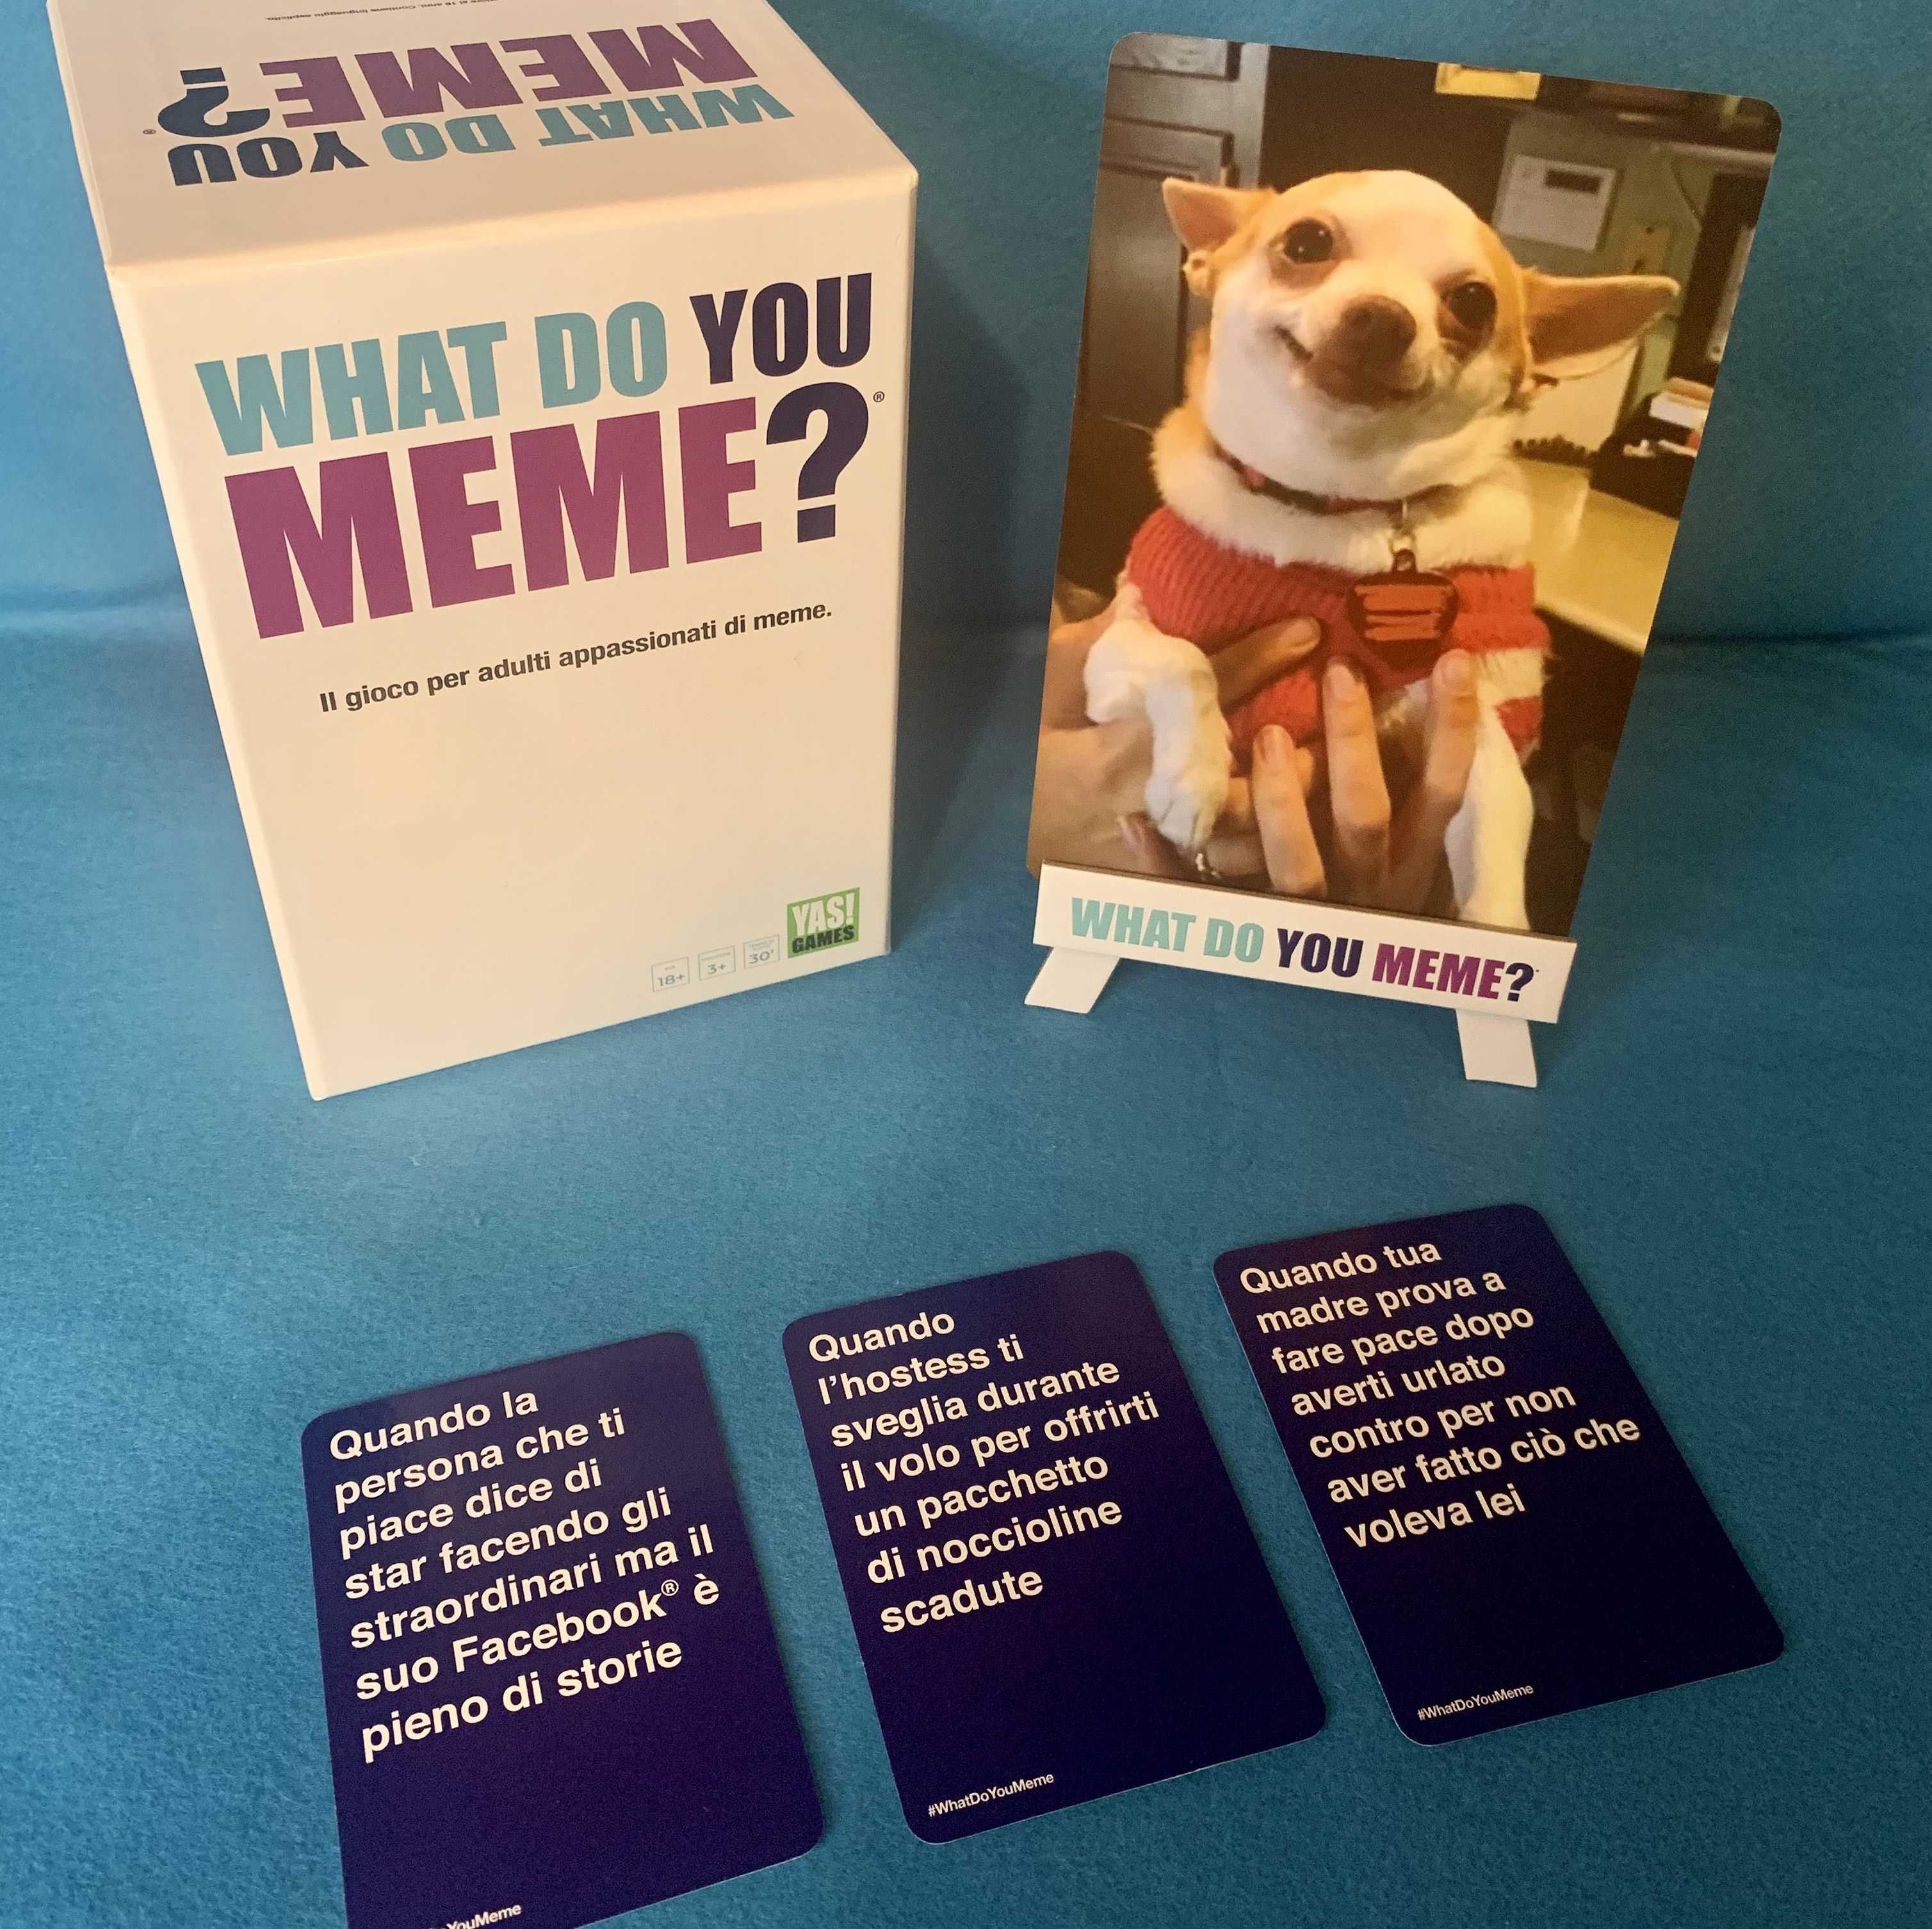 WHAT DO YOU
MEME?®
WHAT DO YOU
MEME?®
Il gioco per adulti appassionati di meme.
18+
3+
30'
YAS!
GAMES
WHAT DO YOU MEME?
Quando la
persona che ti
piace dice di
star facendo gli
straordinari ma il
suo Facebook® è
pieno di storie
YouMeme
Quando
l'hostess ti
sveglia durante
il volo per offrirti
un pacchetto
di noccioline
scadute
#WhatDoYouMeme
Quando tua
madre prova a
fare pace dopo
averti urlato
contro per non
aver fatto ciò che
voleva lei
#WhatDoYouMeme